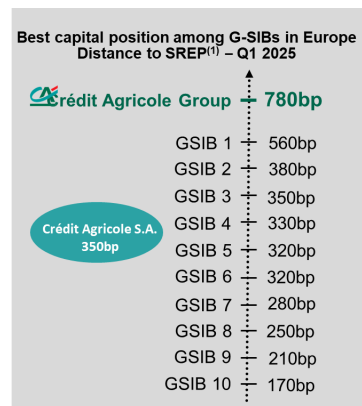 Best capital position among G-SIBs in Europe
Distance to SREP(1) – Q1 2025
Crédit Agricole Group 780bp
GSIB 1 560bp
GSIB 2 380bp
GSIB 3 350bp
GSIB 4 330bp
Crédit Agricole S.A.
350bp
GSIB 5 320bp
GSIB 6 320bp
GSIB 7 280bp
GSIB 8 250bp
GSIB 9 210bp
GSIB 10 170bp